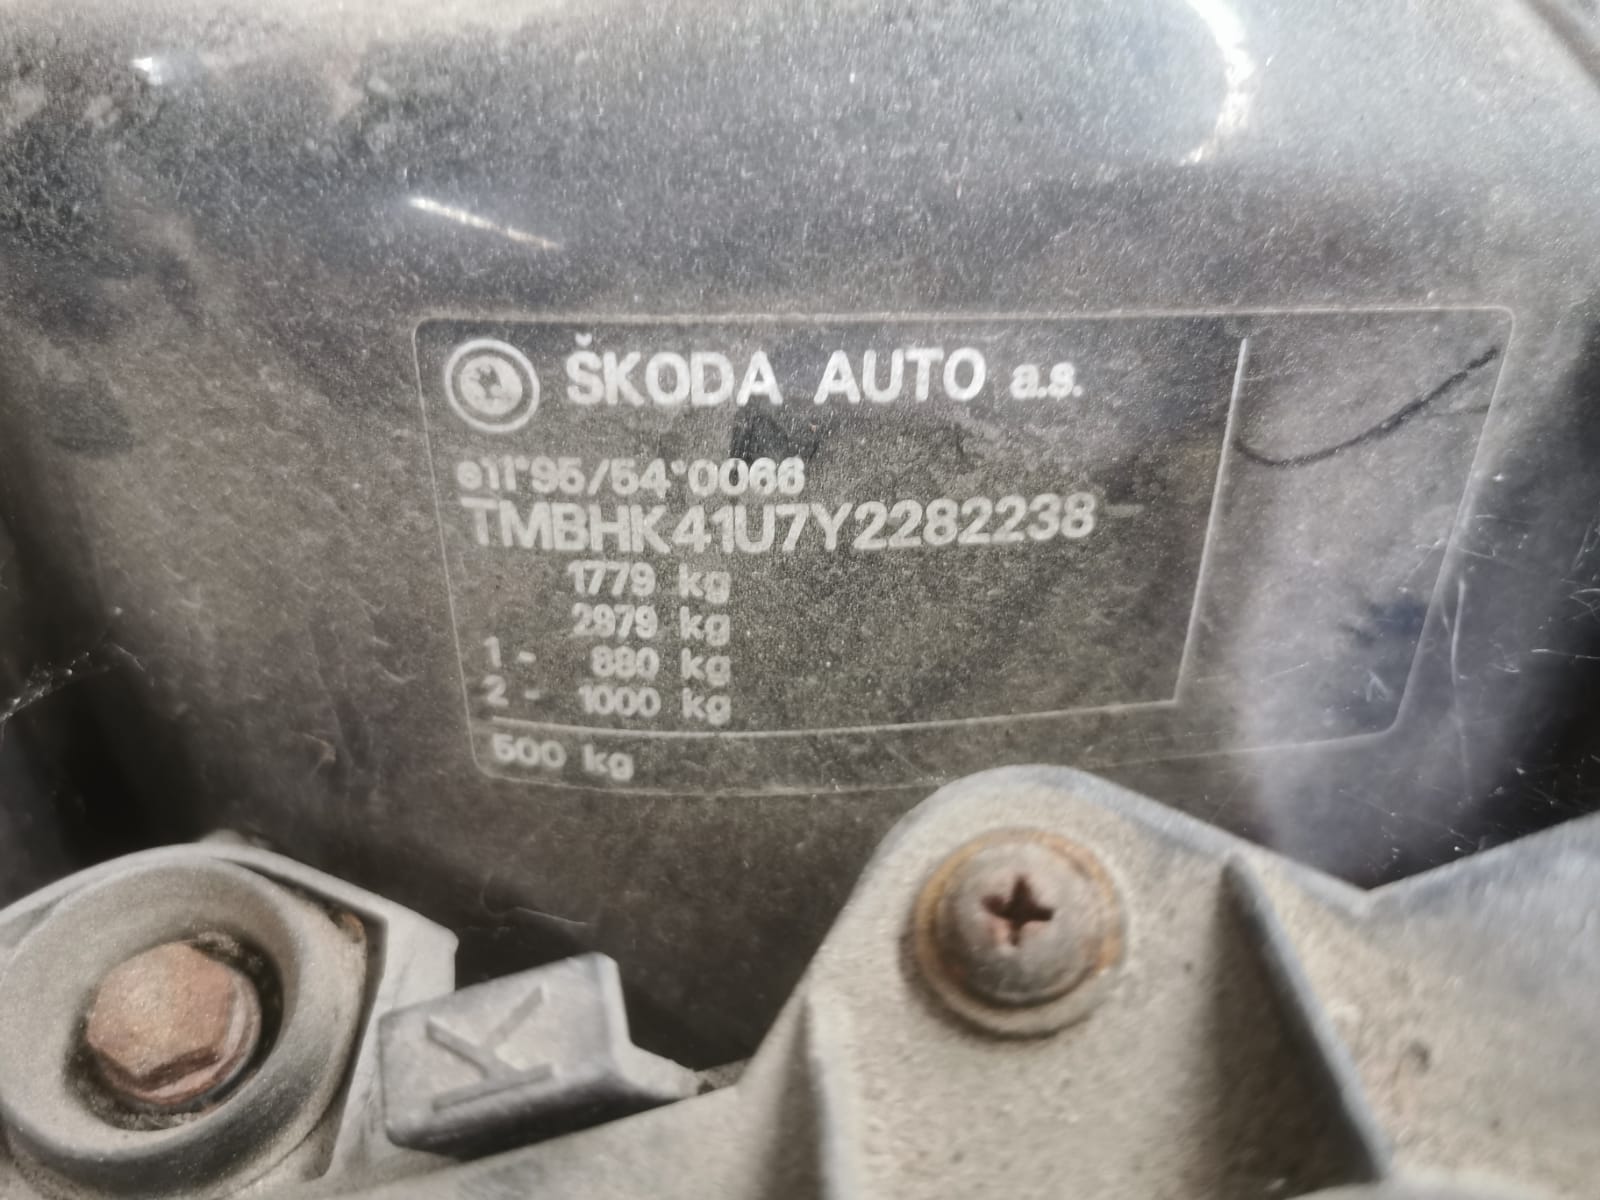 ŠKODA AUTO a.s.
e11*95/54*0066
TMBHK41U7Y2282238
1779 kg
2979 kg
1 - 880 kg
2 - 1000 kg
500 kg
K